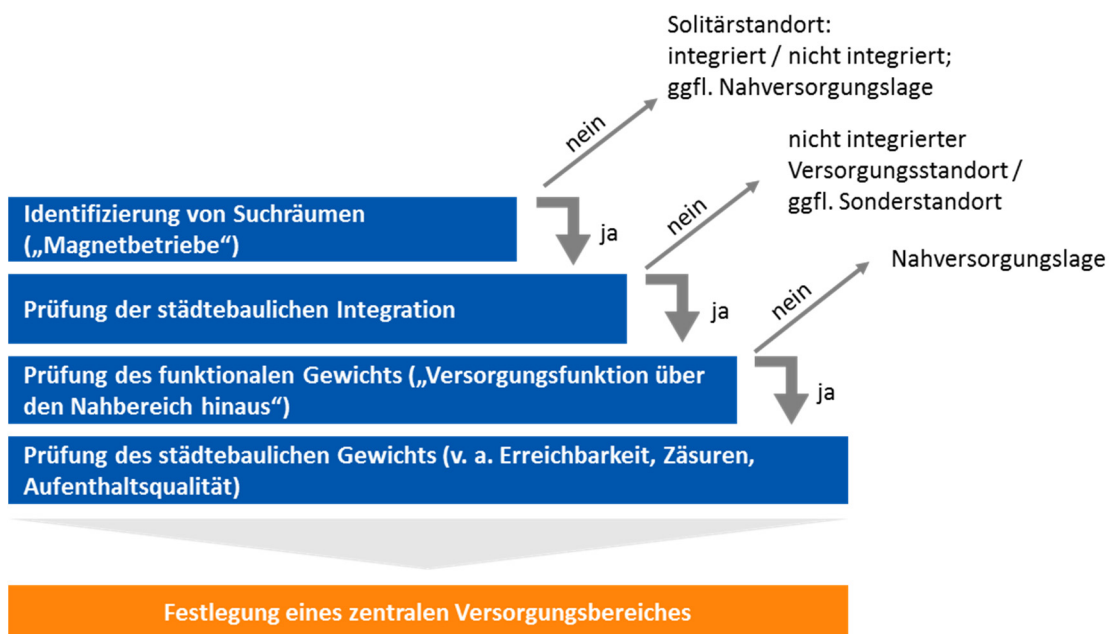 Solitärstandort:
integriert / nicht integriert;
ggfl. Nahversorgungslage
nein
nicht integrierter
Versorgungsstandort /
ggfl. Sonderstandort
nein
Identifizierung von Suchräumen
(„Magnetbetriebe“)
ja
Nahversorgungslage
nein
Prüfung der städtebaulichen Integration
ja
Prüfung des funktionalen Gewichts („Versorgungsfunktion über
den Nahbereich hinaus“)
ja
Prüfung des städtebaulichen Gewichts (v. a. Erreichbarkeit, Zäsuren,
Aufenthaltsqualität)
Festlegung eines zentralen Versorgungsbereiches